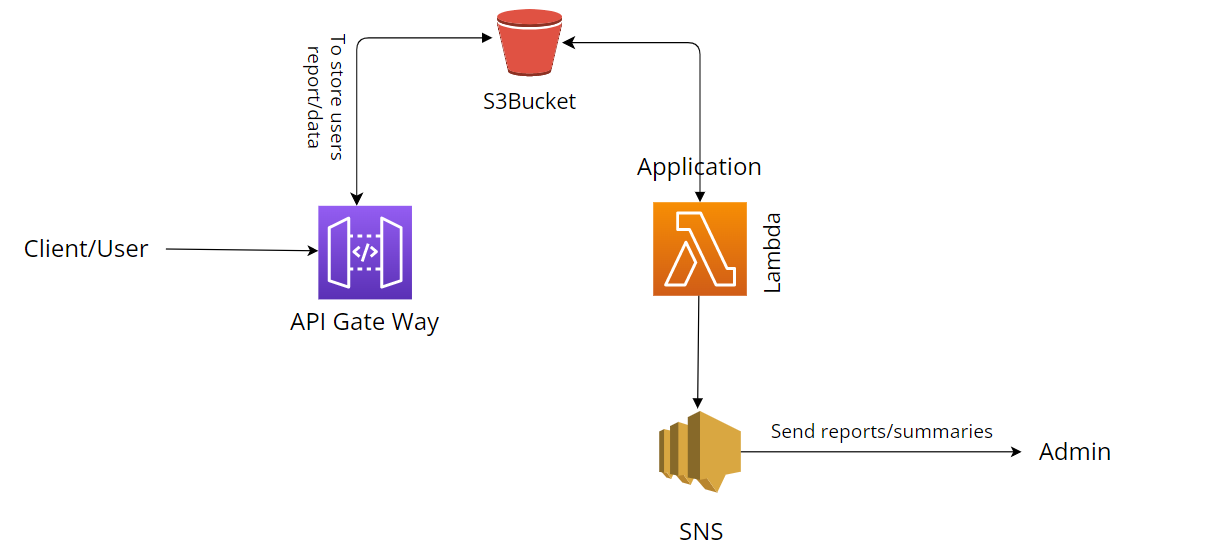 To store users
report/data
S3Bucket
Application
Lambda
Client/User
API Gate Way
Send reports/summaries
Admin
SNS